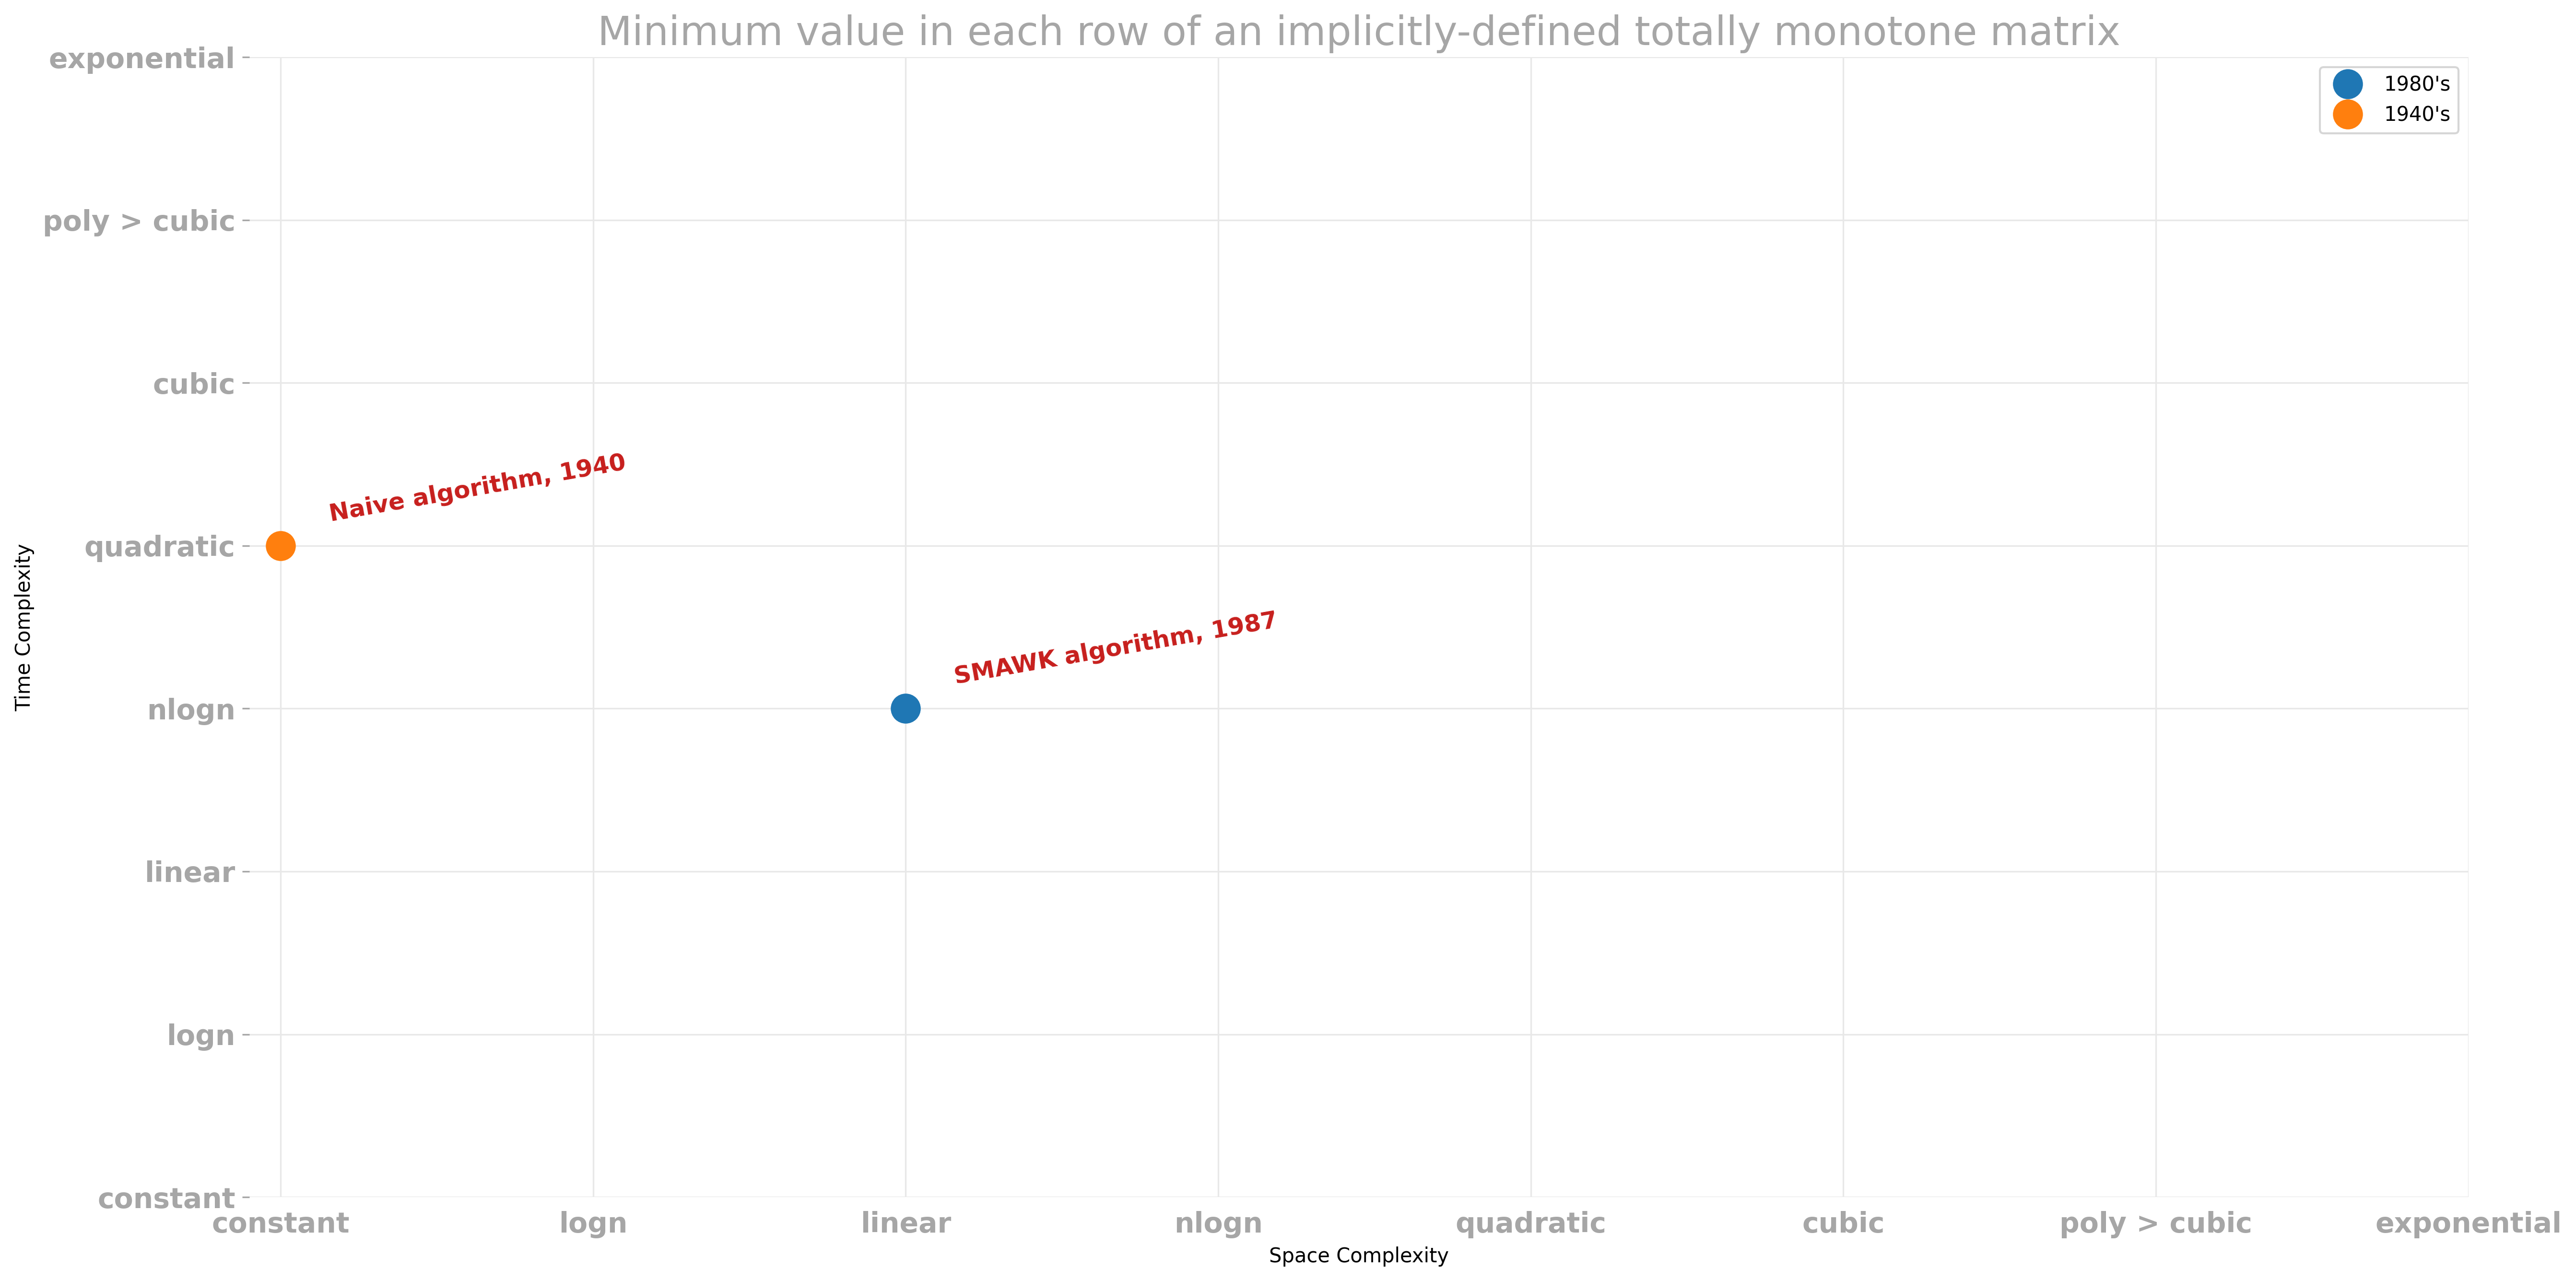 Minimum value in each row of an implicitly-defined totally monotone matrix
exponential
1980's
1940's
poly > cubic
cubic
Naive algorithm, 1940
quadratic
SMAWK algorithm, 1987
Time Complexity
nlogn
linear
logn
constant
constant logn linear nlogn quadratic cubic poly > cubic exponential
Space Complexity